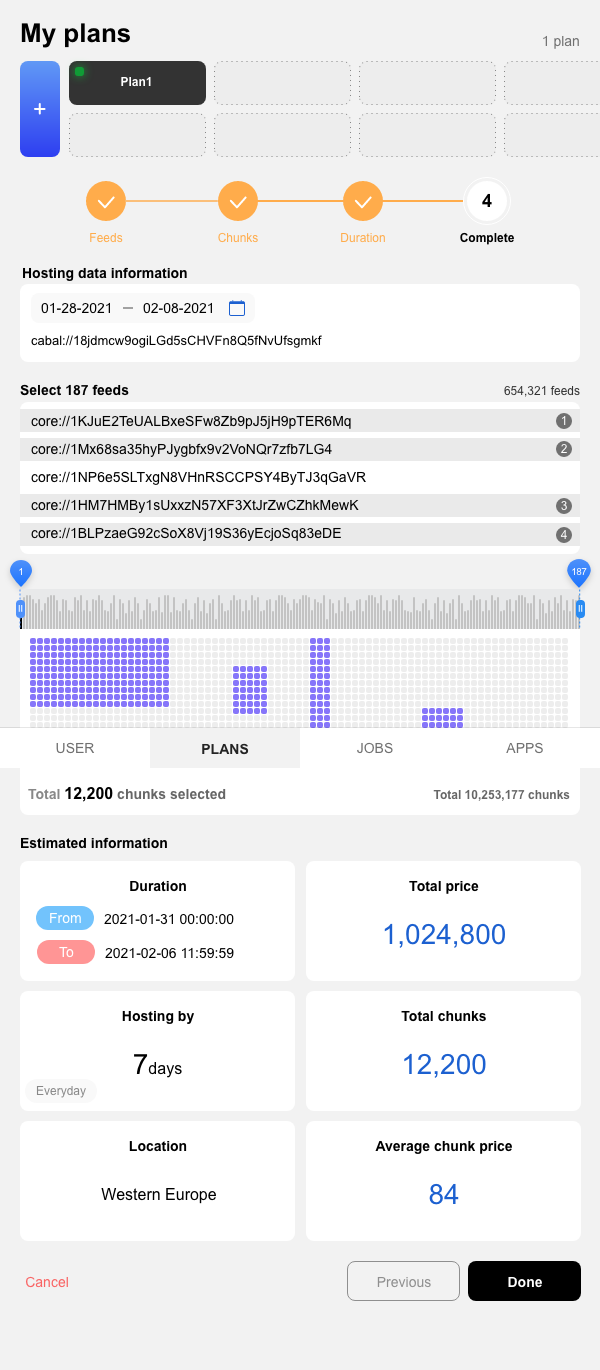 My plans
1 plan
+
Plan1
4
Feeds
Chunks
Duration
Complete
Hosting data information
01-28-2021 — 02-08-2021
cabal://18jdmcw9ogiLGd5sCHVFn8Q5fNvUfsgmkf
Select 187 feeds
654,321 feeds
core://1KJuE2TeUALBxeSFw8Zb9pJ5jH9pTER6Mq 1
core://1Mx68sa35hyPJygbfx9v2VoNQr7zfb7LG4 2
core://1NP6e5SLTxgN8VHnRSCCPSY4ByTJ3qGaVR
core://1HM7HMBy1sUxxzN57XF3XtJrZwCZhkMewK 3
core://1BLPzaeG92cSoX8Vj19S36yEcjoSq83eDE 4
1
187
USER
PLANS
JOBS
APPS
Total 12,200 chunks selected
Total 10,253,177 chunks
Estimated information
Duration
From 2021-01-31 00:00:00
To 2021-02-06 11:59:59
Total price
1,024,800
Hosting by
7days
Everyday
Total chunks
12,200
Location
Western Europe
Average chunk price
84
Cancel
Previous
Done